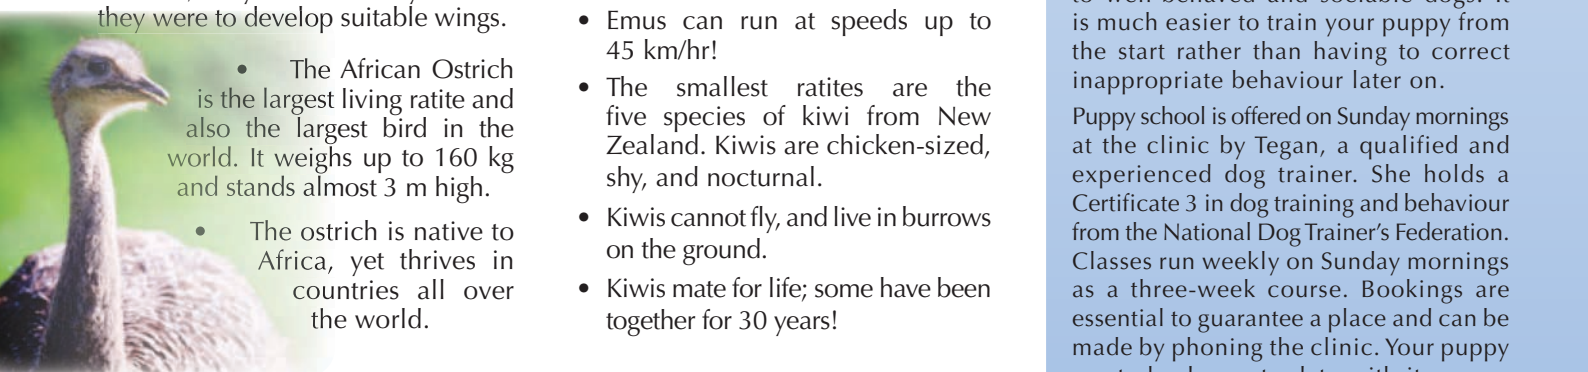 they were to develop suitable wings.
• The African Ostrich
is the largest living ratite and
also the largest bird in the
world. It weighs up to 160 kg
and stands almost 3 m high.
• The ostrich is native to
Africa, yet thrives in
countries all over
the world.
• Emus can run at speeds up to
45 km/hr!
• The smallest ratites are the
five species of kiwi from New
Zealand. Kiwis are chicken-sized,
shy, and nocturnal.
• Kiwis cannot fly, and live in burrows
on the ground.
• Kiwis mate for life; some have been
together for 30 years!
to well behaved and sociable dogs. It
is much easier to train your puppy from
the start rather than having to correct
inappropriate behaviour later on.
Puppy school is offered on Sunday mornings
at the clinic by Tegan, a qualified and
experienced dog trainer. She holds a
Certificate 3 in dog training and behaviour
from the National Dog Trainer's Federation.
Classes run weekly on Sunday mornings
as a three-week course. Bookings are
essential to guarantee a place and can be
made by phoning the clinic. Your puppy